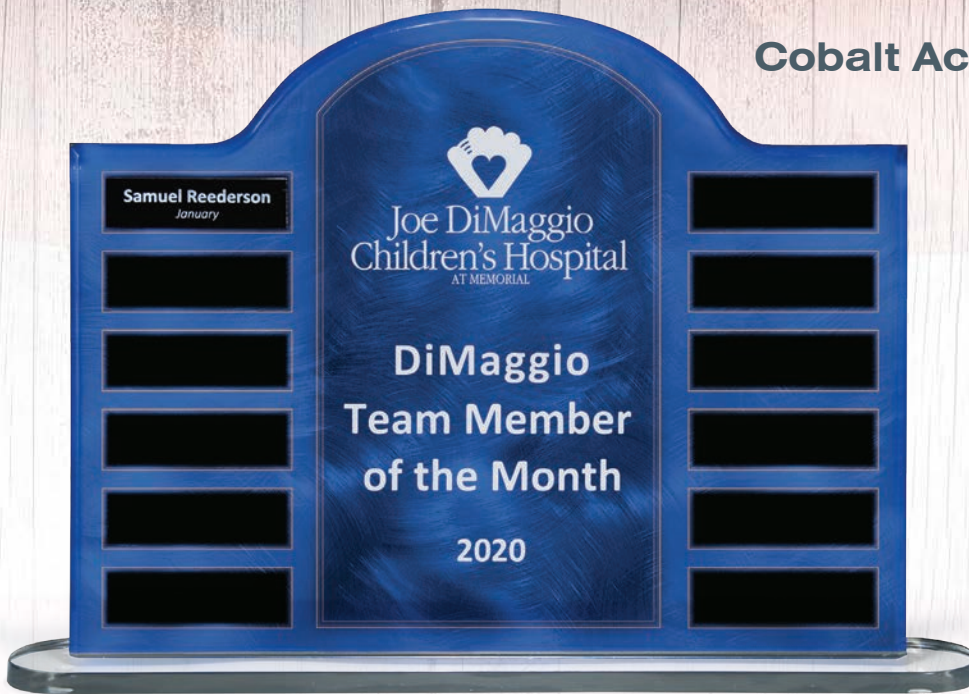 Cobalt Ac
Samuel Reederson
January
Joe DiMaggio
Children's Hospital
AT MEMORIAL
DiMaggio
Team Member
of the Month
2020